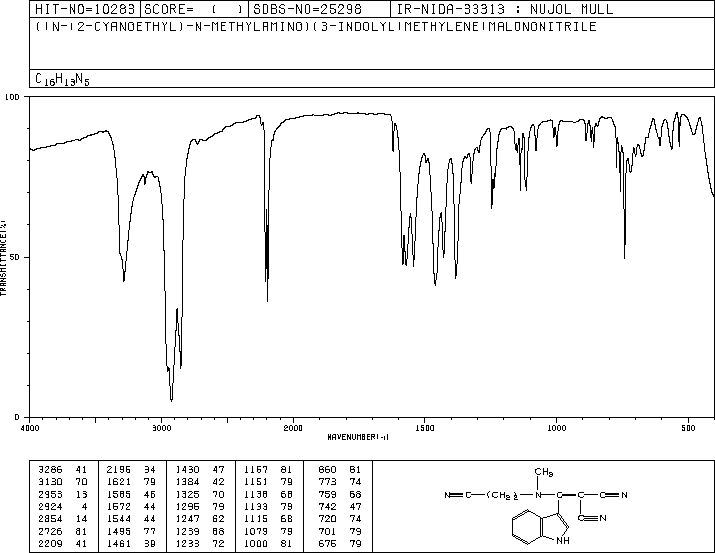 HIT-NO=10283 SCORE= ( ) SDBS-NO=25298 IR-NIDA-33313 : NUJOL MULL
((N-(2-CYANOETHYL)-N-METHYLAMINO)(3-INDOLYL)METHYLENE)MALONONITRILE
C16H13N5
100
50
0
TRANSMITTANCE(%)
4000 3000 2000 1500 1000 500
WAVENUMBER(-1)
3286 41 2196 34 1430 47 1157 81 860 81
3130 70 1621 79 1384 42 1151 79 773 74
2953 13 1585 46 1325 70 1138 68 759 68
2924 4 1572 44 1296 79 1133 79 742 47
2854 14 1544 44 1247 62 1115 68 720 74
2726 81 1495 77 1239 68 1079 79 701 79
2209 41 1461 39 1233 72 1000 81 675 79
CH3
N≡C—(CH2)2—N—C=C—C≡N
C≡N
NH